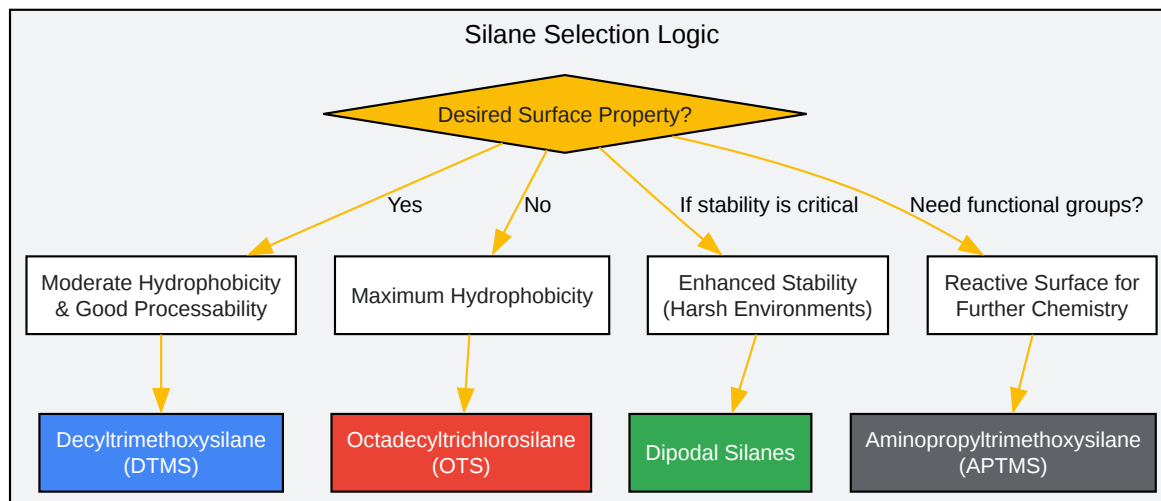 Silane Selection Logic
Desired Surface Property?
Yes
No
If stability is critical
Need functional groups?
Moderate Hydrophobicity
& Good Processability
Maximum Hydrophobicity
Enhanced Stability
(Harsh Environments)
Reactive Surface for
Further Chemistry
Decyltrimethoxysilane
(DTMS)
Octadecyltrichlorosilane
(OTS)
Dipodal Silanes
Aminopropyltrimethoxysilane
(APTMS)